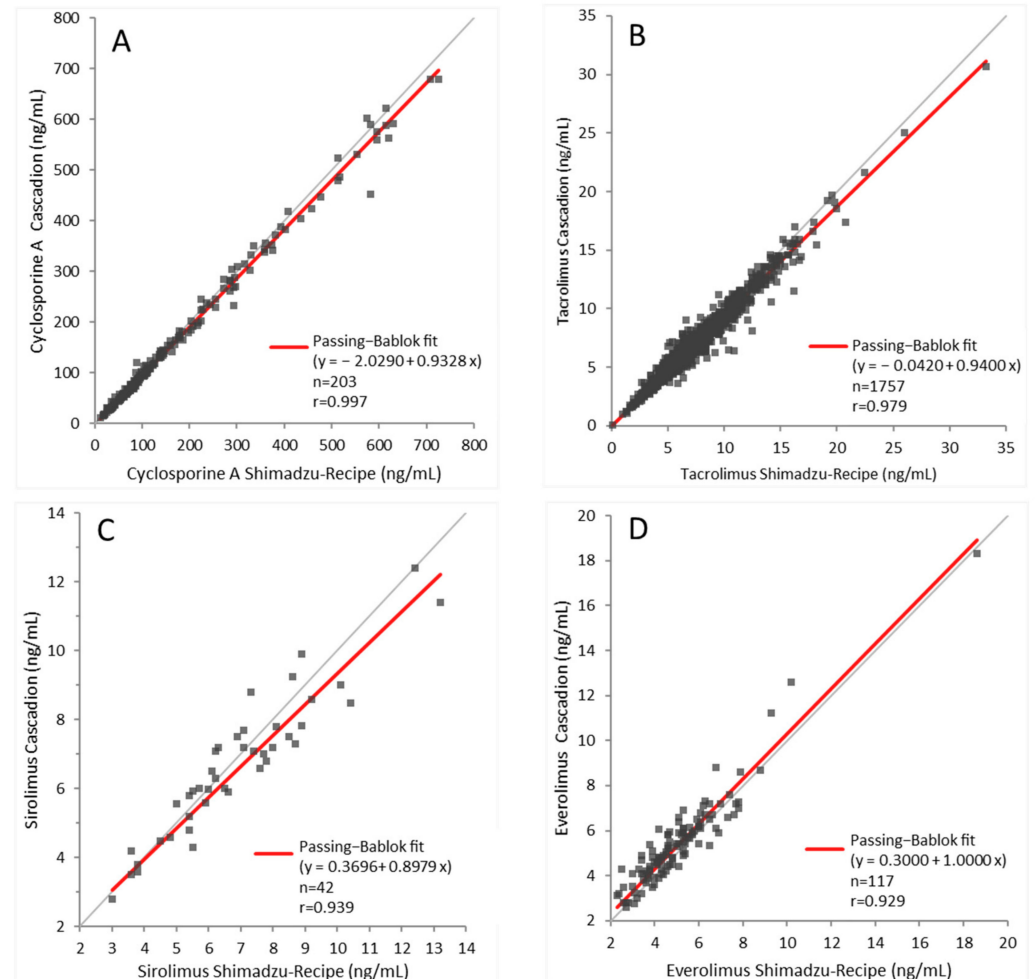 A
800
700
600
500
400
300
200
100
0
0 100 200 300 400 500 600 700 800
Cyclosporine A Cascadion (ng/mL)
Cyclosporine A Shimadzu-Recipe (ng/mL)
Passing–Bablok fit
(y = − 2.0290 + 0.9328 x)
n=203
r=0.997
B
35
30
25
20
15
10
5
0
0 5 10 15 20 25 30 35
Tacrolimus Cascadion (ng/mL)
Tacrolimus Shimadzu-Recipe (ng/mL)
Passing–Bablok fit
(y = − 0.0420 + 0.9400 x)
n=1757
r=0.979
C
14
12
10
8
6
4
2
2 3 4 5 6 7 8 9 10 11 12 13 14
Sirolimus Cascadion (ng/mL)
Sirolimus Shimadzu-Recipe (ng/mL)
Passing–Bablok fit
(y = 0.3696 + 0.8979 x)
n=42
r=0.939
D
20
18
16
14
12
10
8
6
4
2
2 4 6 8 10 12 14 16 18 20
Everolimus Cascadion (ng/mL)
Everolimus Shimadzu-Recipe (ng/mL)
Passing–Bablok fit
(y = 0.3000 + 1.0000 x)
n=117
r=0.929